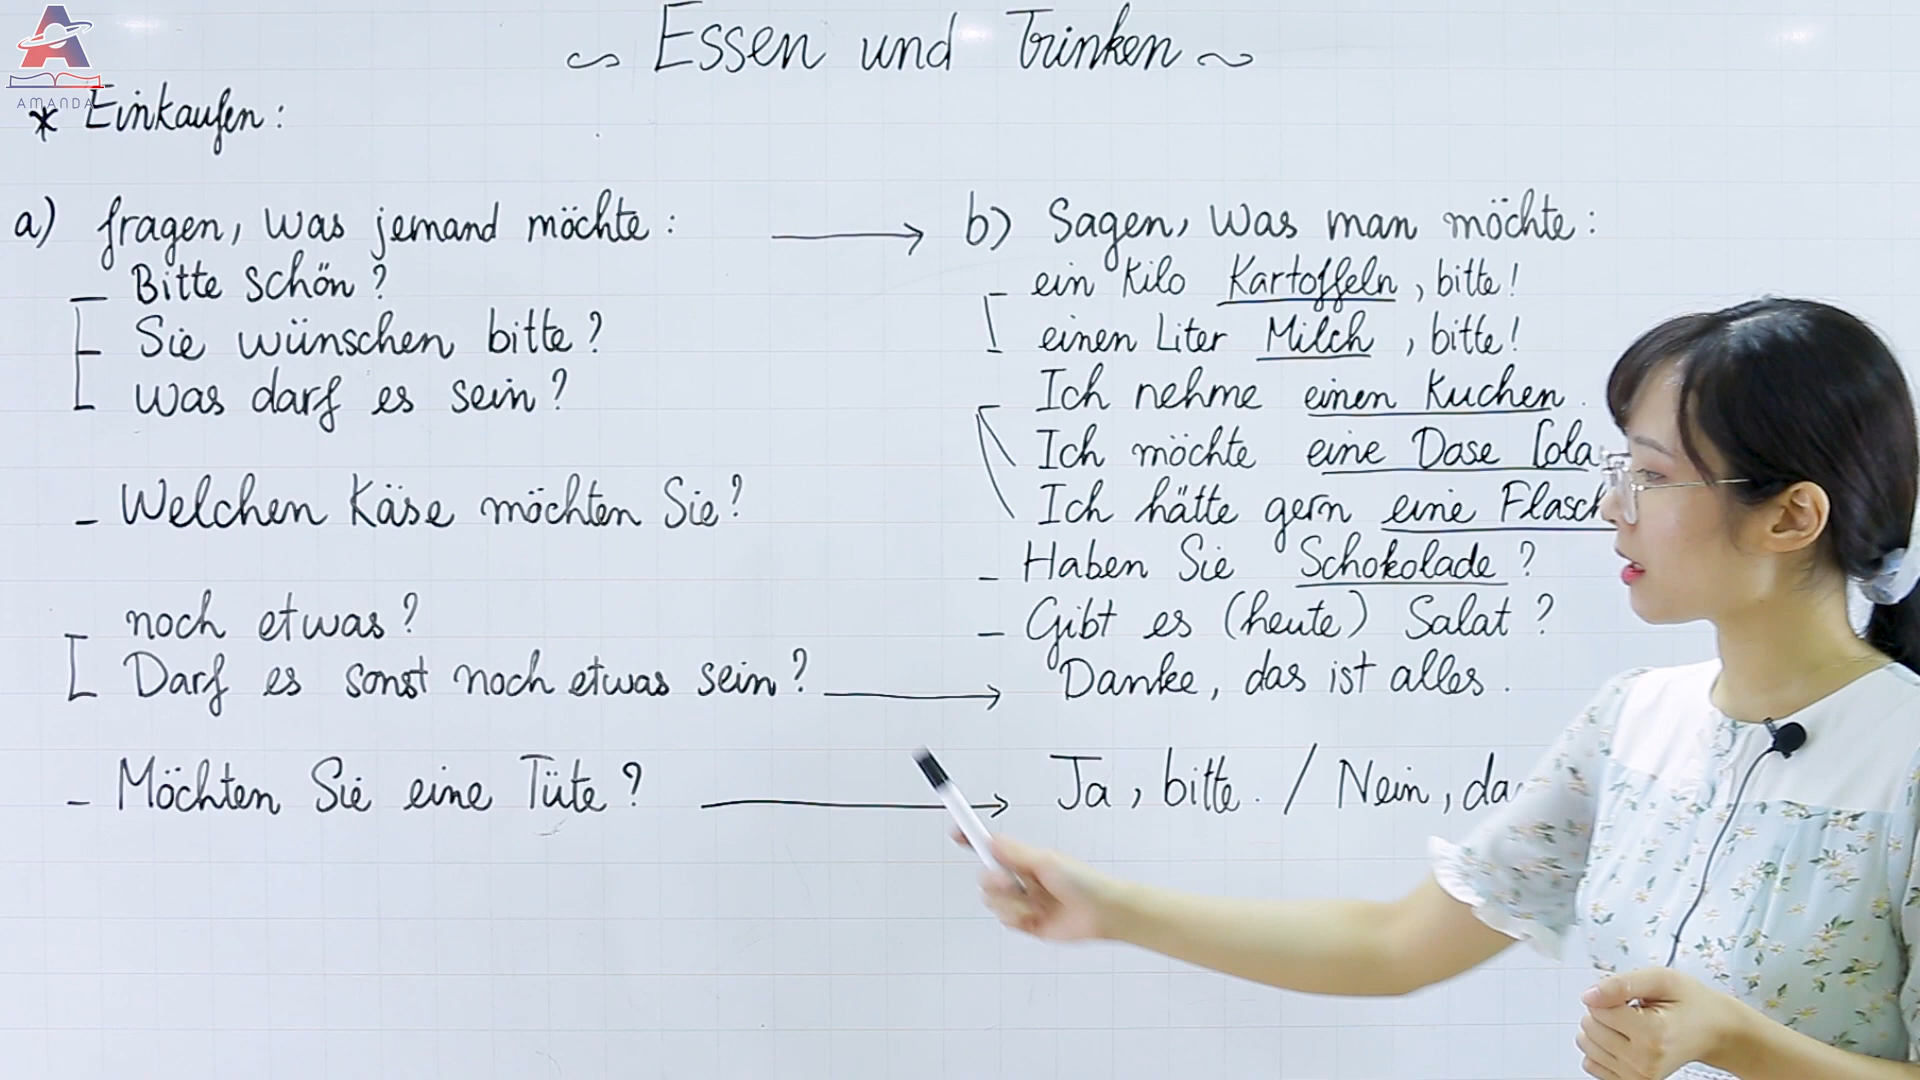 AMANDA
~ Essen und Trinken ~
* Einkaufen:
a) fragen, was jemand möchte:
- Bitte schön?
- Sie wünschen bitte?
- was darf es sein?
- Welchen Käse möchten Sie?
noch etwas?
Darf es sonst noch etwas sein?
- Möchten Sie eine Tüte?
b) Sagen, was man möchte:
- ein Kilo Kartoffeln, bitte!
- einen Liter Milch, bitte!
- Ich nehme einen Kuchen.
Ich möchte eine Dose Cola
Ich hätte gern eine
- Haben Sie Schokolade?
- Gibt es (heute) Salat?
Danke, das ist alles.
Ja, bitte. / Nein,